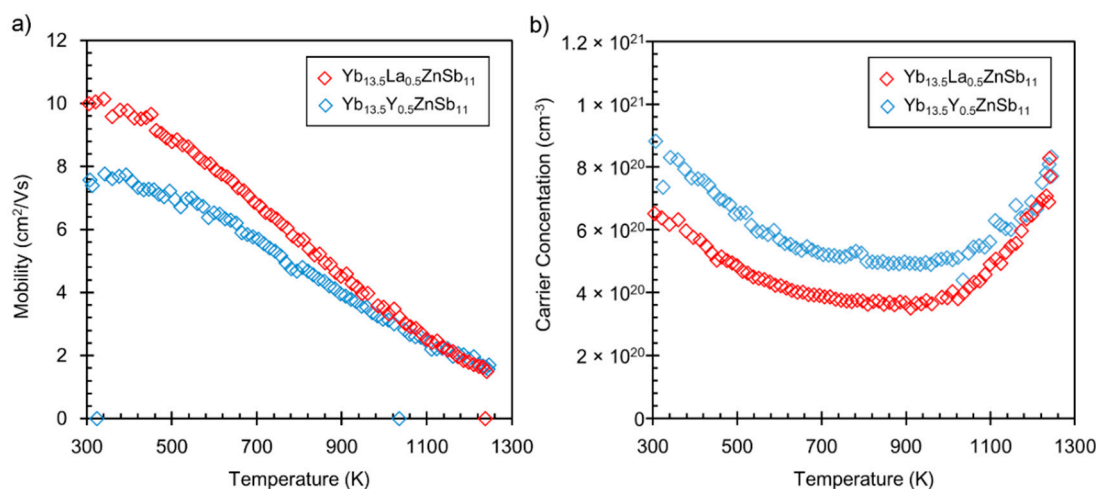 a)
12
10
8
6
4
2
0
Mobility (cm²/Vs)
Yb₁₃.₅La₀.₅ZnSb₁₁
Yb₁₃.₅Y₀.₅ZnSb₁₁
300 500 700 900 1100 1300
Temperature (K)
b)
1.2 × 10²¹
1 × 10²¹
8 × 10²⁰
6 × 10²⁰
4 × 10²⁰
2 × 10²⁰
0
Carrier Concentation (cm⁻³)
Yb₁₃.₅La₀.₅ZnSb₁₁
Yb₁₃.₅Y₀.₅ZnSb₁₁
300 500 700 900 1100 1300
Temperature (K)